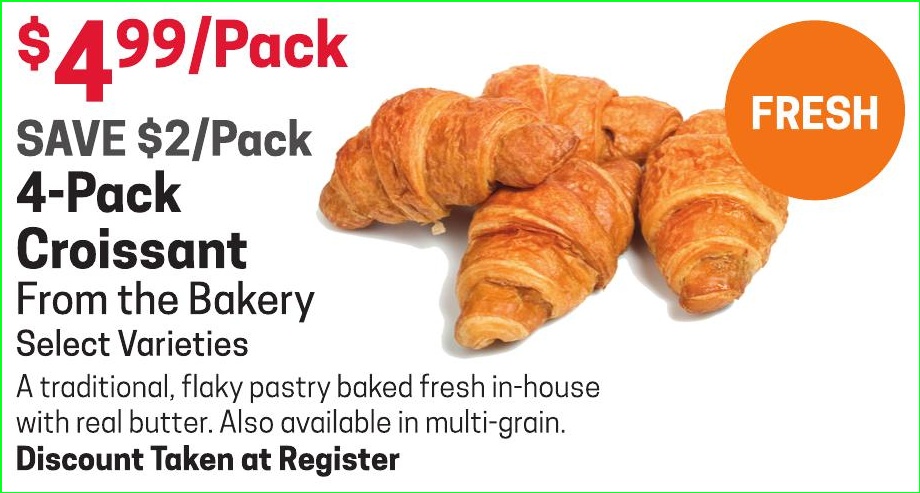 $4.99/Pack
SAVE $2/Pack
4-Pack
Croissant
From the Bakery
Select Varieties
A traditional, flaky pastry baked fresh in-house
with real butter. Also available in multi-grain.
Discount Taken at Register
FRESH